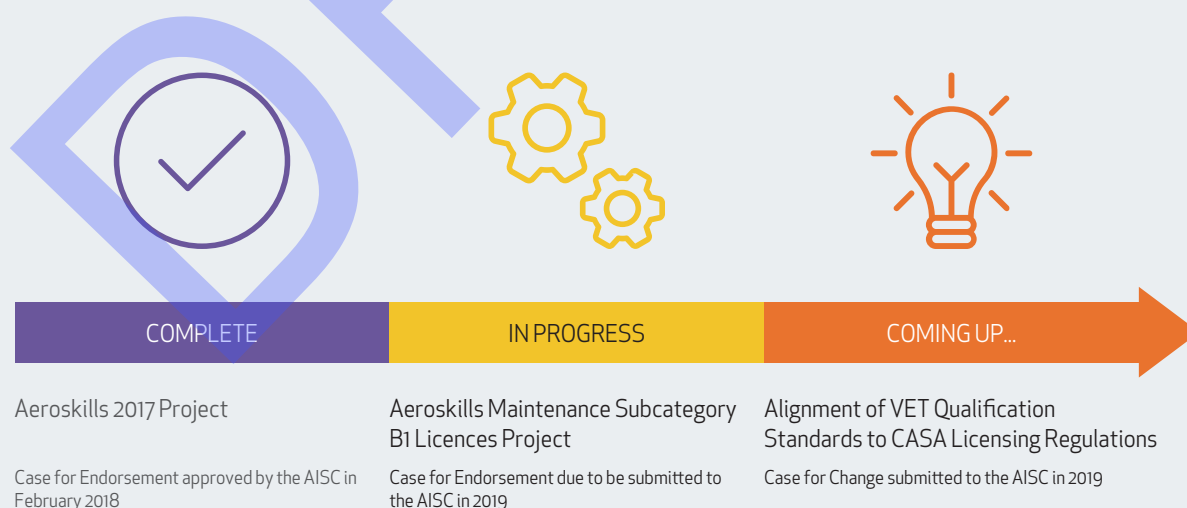 COMPLETE
IN PROGRESS
COMING UP...
Aeroskills 2017 Project
Case for Endorsement approved by the AISC in
February 2018
Aeroskills Maintenance Subcategory
B1 Licences Project
Case for Endorsement due to be submitted to
the AISC in 2019
Alignment of VET Qualification
Standards to CASA Licensing Regulations
Case for Change submitted to the AISC in 2019